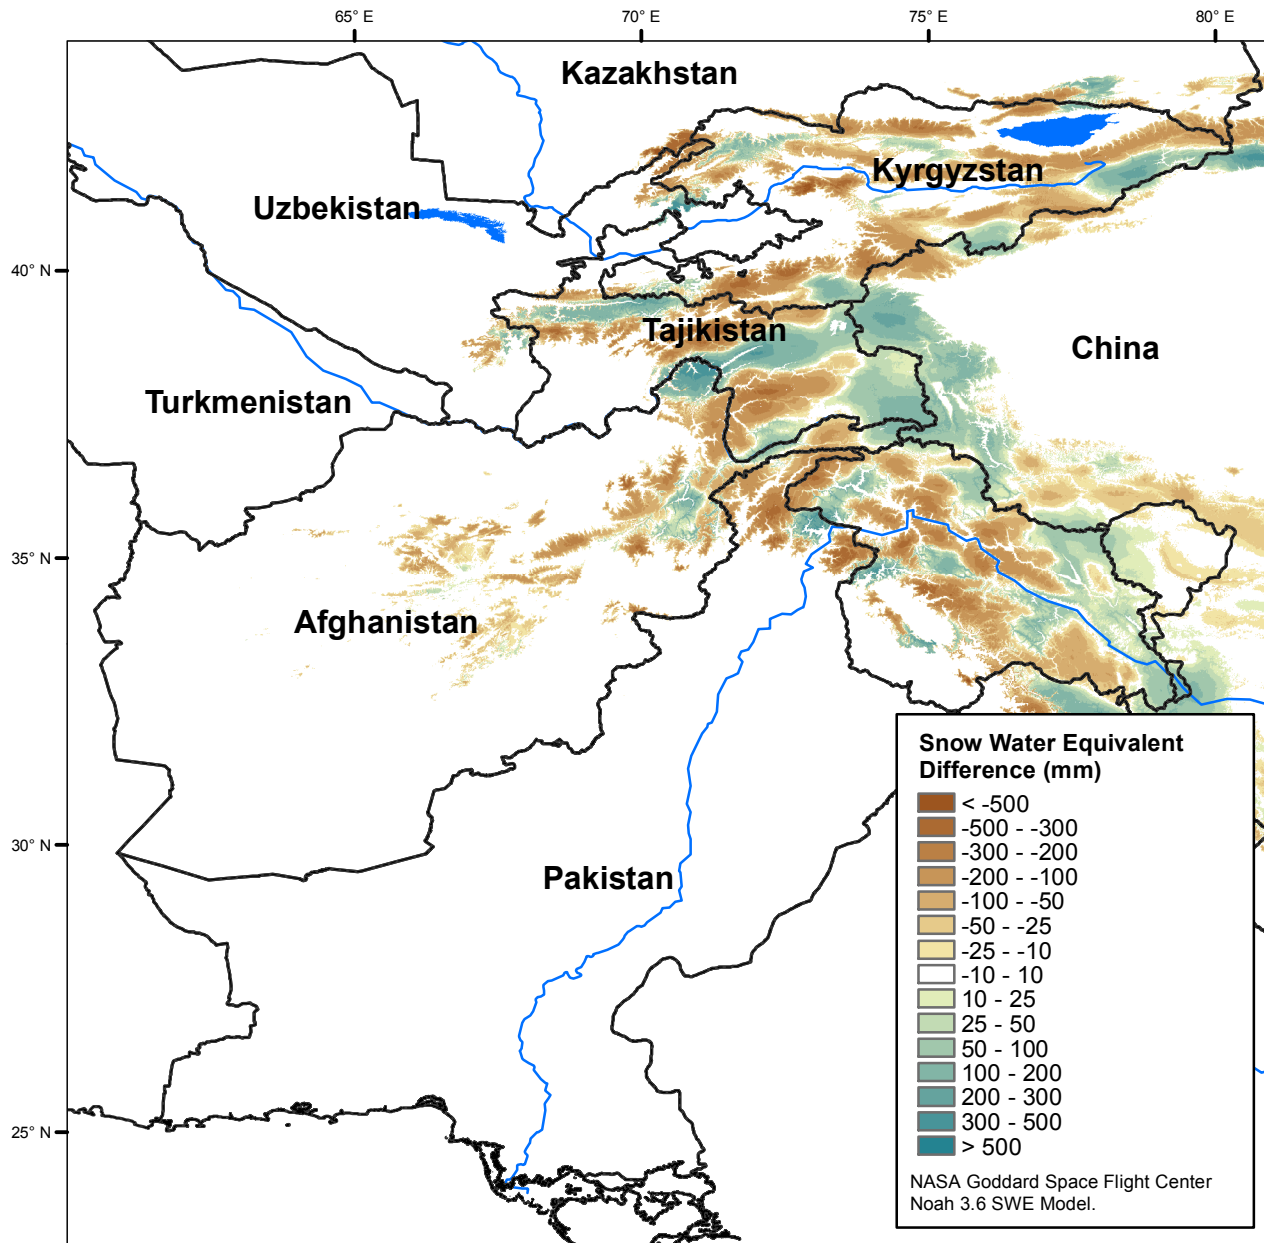 65° E
70° E
75° E
80° E
Kazakhstan
Kyrgyzstan
Uzbekistan
40° N
Tajikistan
China
Turkmenistan
35° N
Afghanistan
30° N
Pakistan
25° N
Snow Water Equivalent
Difference (mm)
< -500
-500 - -300
-300 - -200
-200 - -100
-100 - -50
-50 - -25
-25 - -10
-10 - 10
10 - 25
25 - 50
50 - 100
100 - 200
200 - 300
300 - 500
> 500
NASA Goddard Space Flight Center
Noah 3.6 SWE Model.